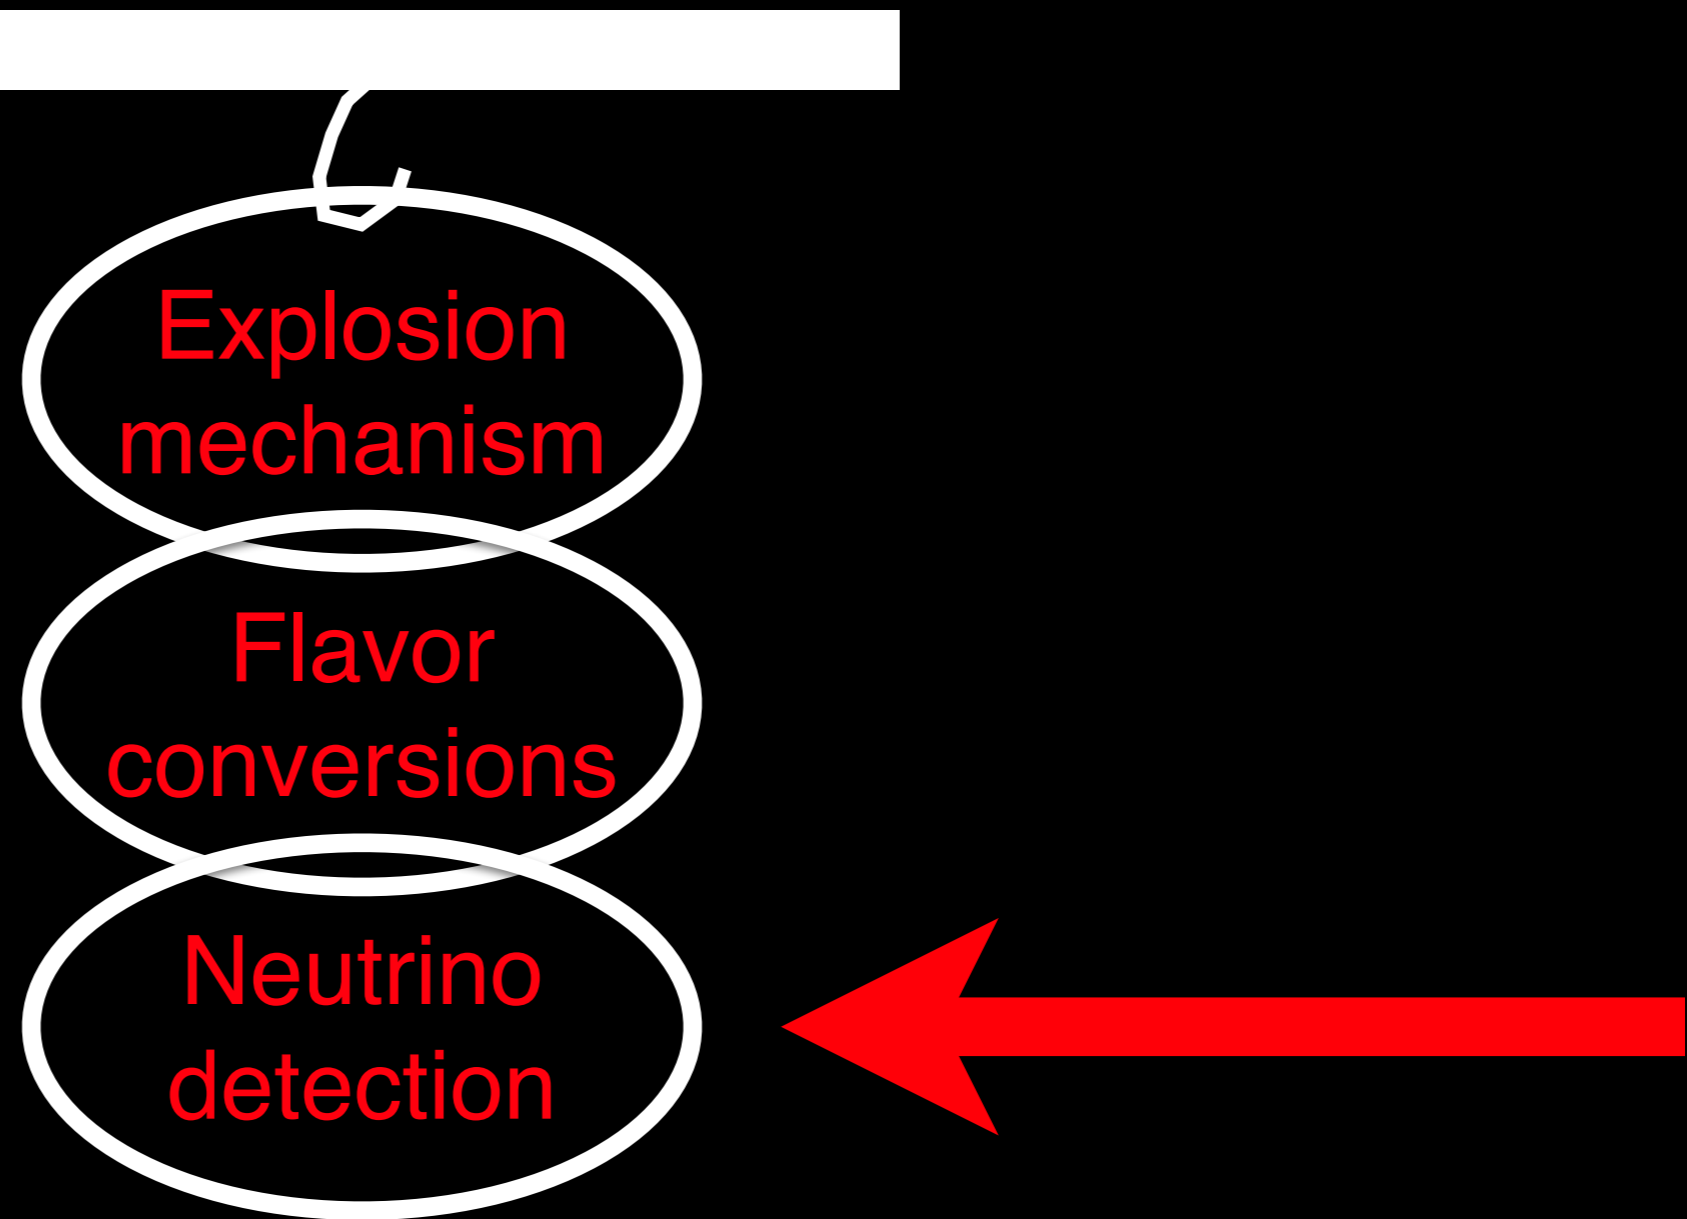 Explosion
mechanism
Flavor
conversions
Neutrino
detection